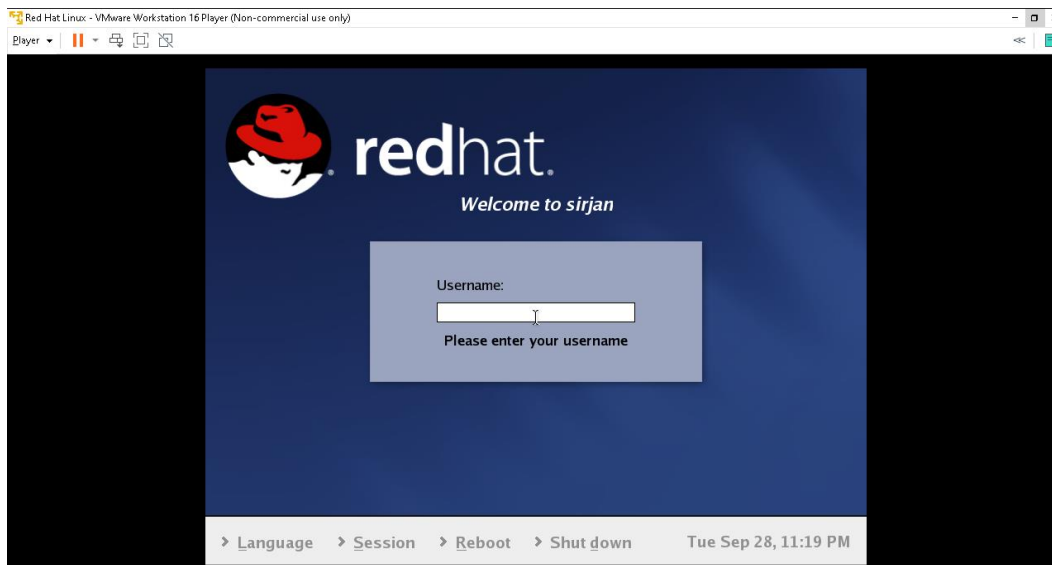 Red Hat Linux - VMware Workstation 16 Player (Non-commercial use only)
Player
redhat.
Welcome to sirjan
Username:
Please enter your username
Language Session Reboot Shut down Tue Sep 28, 11:19 PM